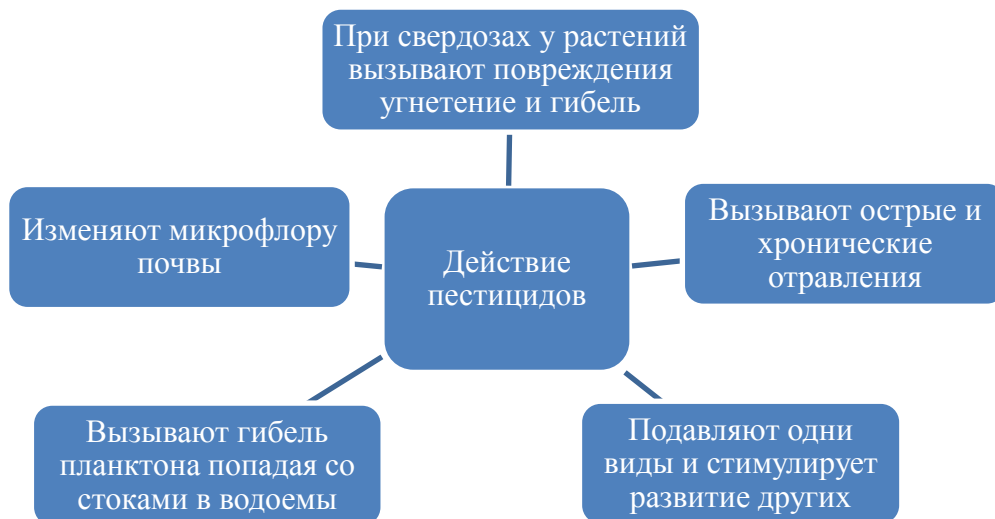 При свердозах у растений
вызывают повреждения
угнетение и гибель
Изменяют микрофлору
почвы
Действие
пестицидов
Вызывают острые и
хронические
отравления
Вызывают гибель
планктона попадая со
стоками в водоемы
Подавляют одни
виды и стимулирует
развитие других